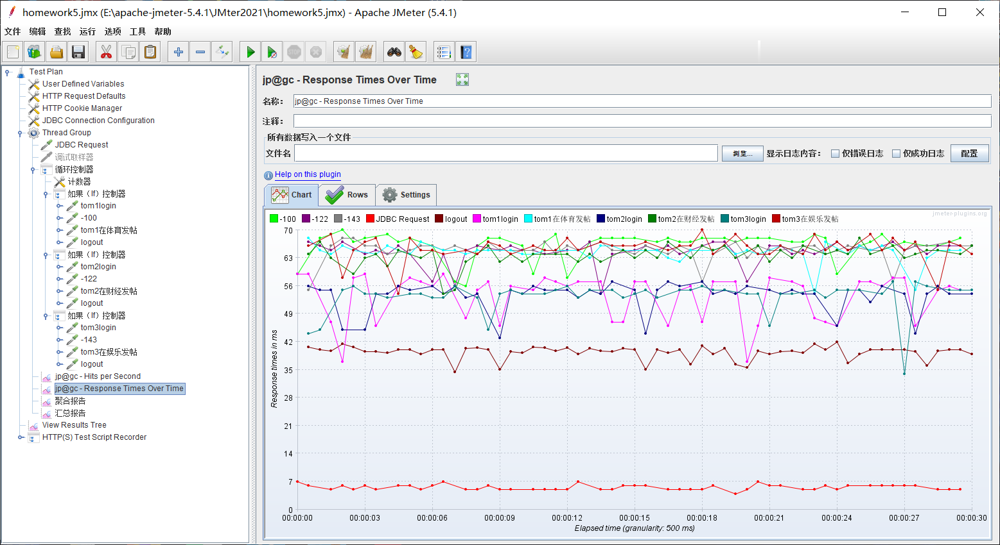 homework5.jmx (E:\apache-jmeter-5.4.1\JMter2021\homework5.jmx) - Apache JMeter (5.4.1)
文件 编辑 查找 运行 选项 工具 帮助
STOP
Test Plan
User Defined Variables
HTTP Request Defaults
HTTP Cookie Manager
JDBC Connection Configuration
Thread Group
JDBC Request
调试取样器
循环控制器
计数器
如果（If）控制器
tom1login
-100
tom1在体育发帖
logout
如果（If）控制器
tom2login
-122
tom2在财经发帖
logout
如果（If）控制器
tom3login
-143
tom3在娱乐发帖
logout
jp@gc - Hits per Second
jp@gc - Response Times Over Time
聚合报告
汇总报告
View Results Tree
HTTP(S) Test Script Recorder
jp@gc - Response Times Over Time
名称： jp@gc - Response Times Over Time
注释：
所有数据写入一个文件
文件名 浏览... 显示日志内容： 仅错误日志 仅成功日志 配置
Help on this plugin
Chart Rows Settings
jmeter-plugins.org
-100 -122 -143 JDBC Request logout tom1login tom1在体育发帖 tom2login tom2在财经发帖 tom3login tom3在娱乐发帖
70
63
56
49
42
35
28
21
14
7
0
Response times in ms
00:00:00 00:00:03 00:00:06 00:00:09 00:00:12 00:00:15 00:00:18 00:00:21 00:00:24 00:00:27 00:00:30
Elapsed time (granularity: 500 ms)